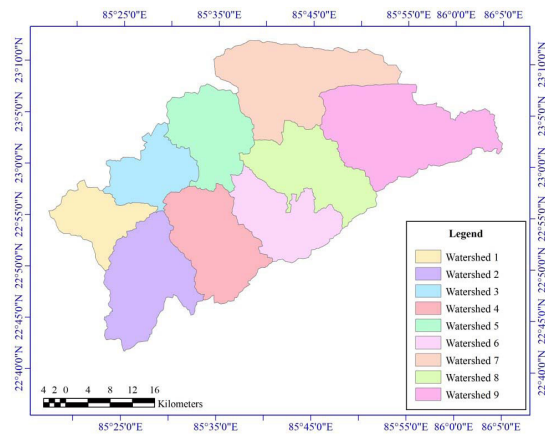 85°25'0"E 85°35'0"E 85°45'0"E 85°55'0"E 86°0'0"E 86°5'0"E
23°10'0"N 23°10'0"N
23°5'0"N 23°5'0"N
23°0'0"N 23°0'0"N
22°55'0"N 22°55'0"N
22°50'0"N 22°50'0"N
22°45'0"N 22°45'0"N
22°40'0"N 22°40'0"N
Legend
Watershed 1
Watershed 2
Watershed 3
Watershed 4
Watershed 5
Watershed 6
Watershed 7
Watershed 8
Watershed 9
4 2 0 4 8 12 16
Kilometers
85°25'0"E 85°35'0"E 85°45'0"E 85°55'0"E 86°0'0"E 86°5'0"E